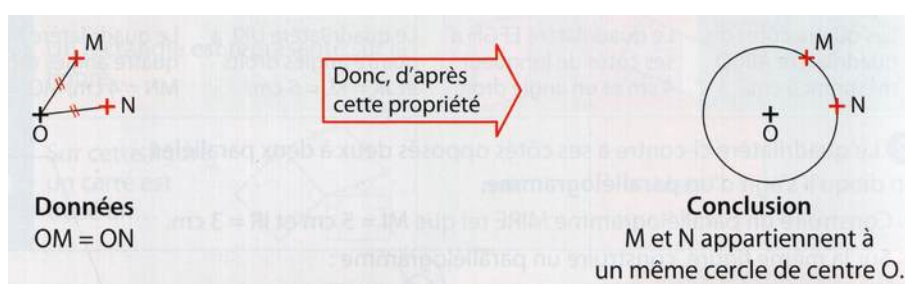 M
N
O
Donc, d'après
cette propriété
M
N
O
Données
OM = ON
Conclusion
M et N appartiennent à
un même cercle de centre O.